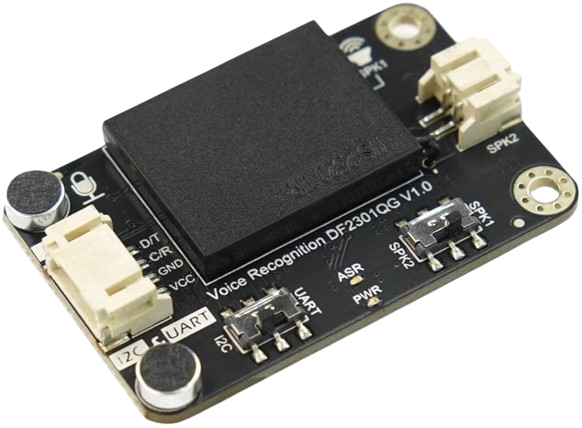 SPK1
SPK2
D/T
C/R
GND
VCC
Voice Recognition DF2301QG V1.0
SPK1
SPK2
ASR
PWR
UART
I2C
I2C & UART